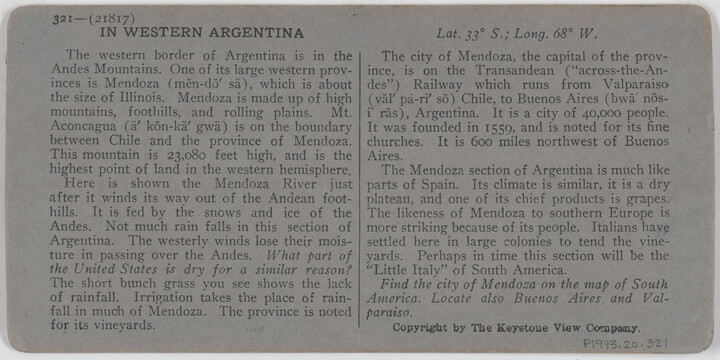 321—(21817)
IN WESTERN ARGENTINA
Lat. 33° S.; Long. 68° W.
The western border of Argentina is in the
Andes Mountains. One of its large western prov-
inces is Mendoza (mĕn-dō′ sä), which is about
the size of Illinois. Mendoza is made up of high
mountains, foothills, and rolling plains. Mt.
Aconcagua (ä′ kōn-kä′ gwä) is on the boundary
between Chile and the province of Mendoza.
This mountain is 23,080 feet high, and is the
highest point of land in the western hemisphere.
Here is shown the Mendoza River just
after it winds its way out of the Andean foot-
hills. It is fed by the snows and ice of the
Andes. Not much rain falls in this section of
Argentina. The westerly winds lose their mois-
ture in passing over the Andes. What part of
the United States is dry for a similar reason?
The short bunch grass you see shows the lack
of rainfall. Irrigation takes the place of rain-
fall in much of Mendoza. The province is noted
for its vineyards.
The city of Mendoza, the capital of the prov-
ince, is on the Transandean (“across-the-An-
des”) Railway which runs from Valparaiso
(väl′ pä-rī′ sō) Chile, to Buenos Aires (bwā′ nōs-
i′ rās), Argentina. It is a city of 40,000 people.
It was founded in 1559, and is noted for its fine
churches. It is 600 miles northwest of Buenos
Aires.
The Mendoza section of Argentina is much like
parts of Spain. Its climate is similar, it is a dry
plateau, and one of its chief products is grapes.
The likeness of Mendoza to southern Europe is
more striking because of its people. Italians have
settled here in large colonies to tend the vine-
yards. Perhaps in time this section will be the
“Little Italy” of South America.
Find the city of Mendoza on the map of South
America. Locate also Buenos Aires and Val-
paraiso.
Copyright by The Keystone View Company.
P1993.20.321